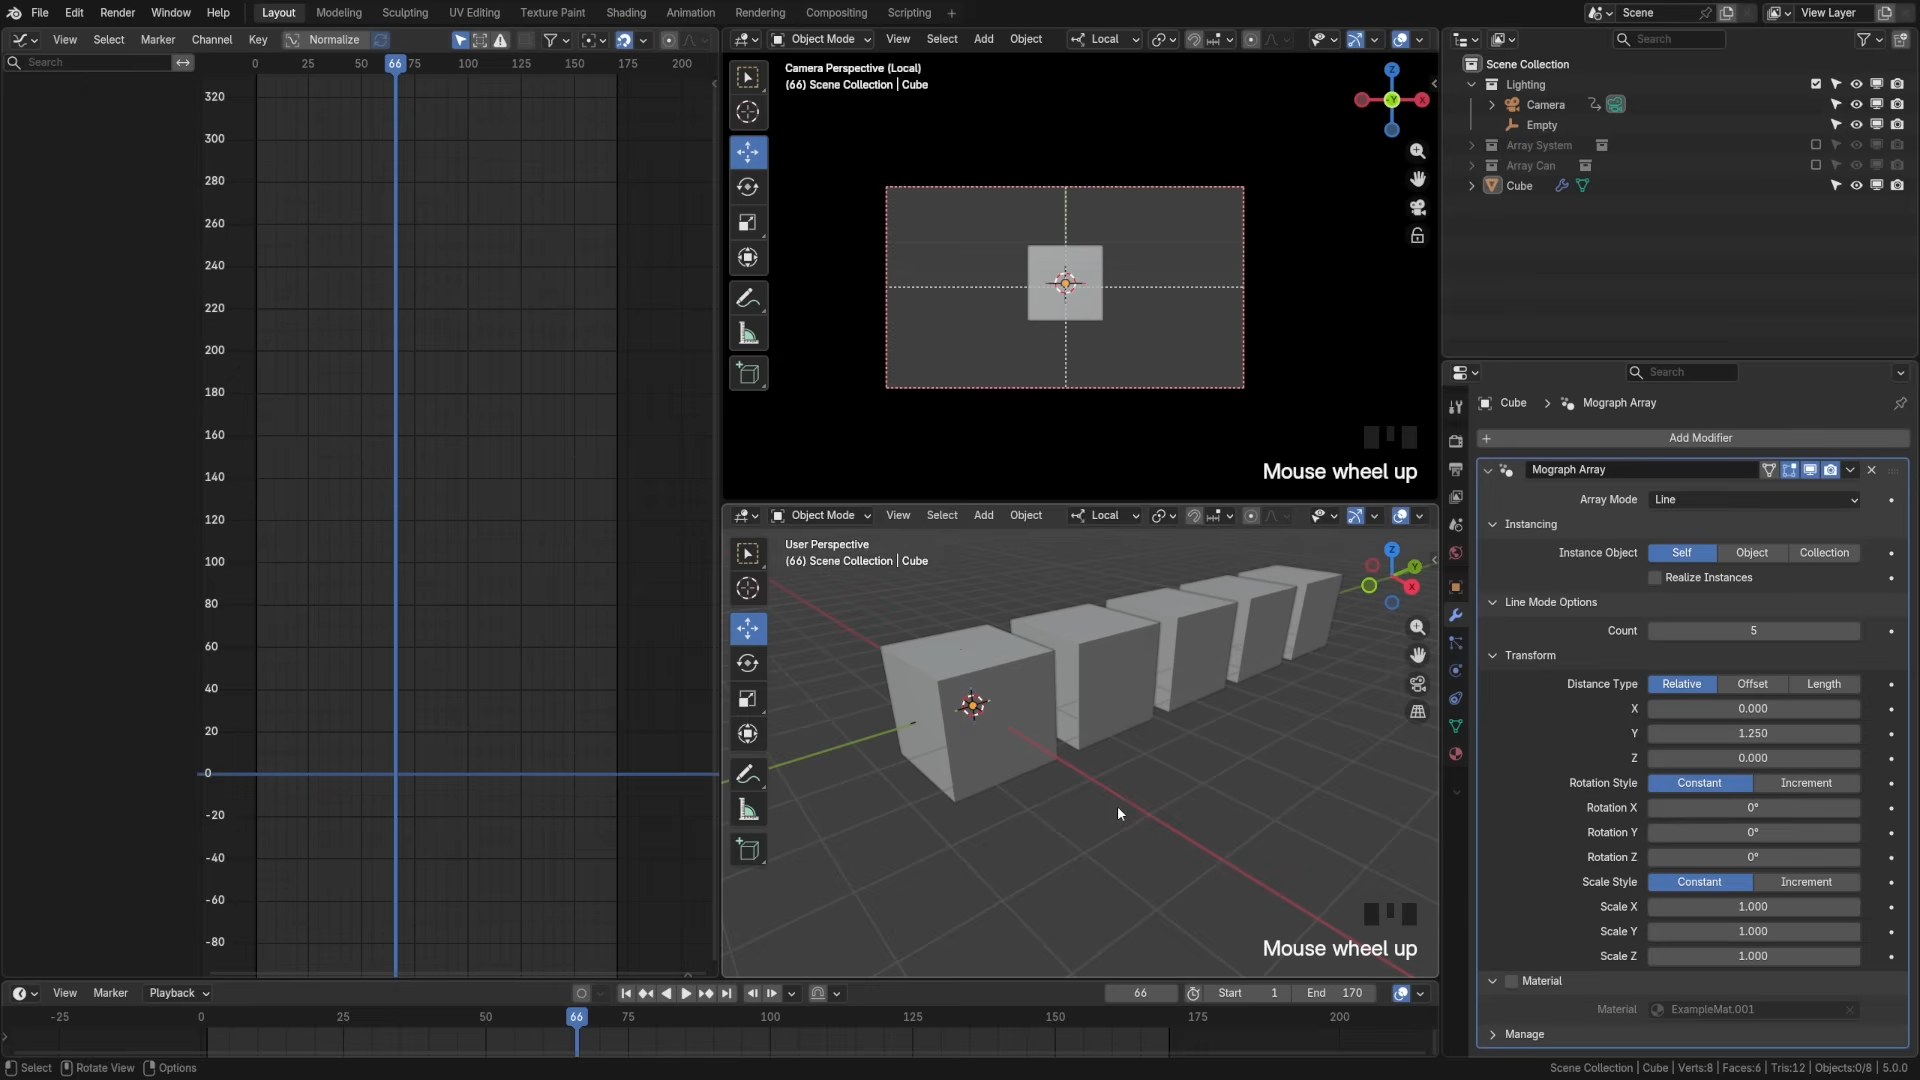 File Edit Render Window Help
Layout Modeling Sculpting UV Editing Texture Paint Shading Animation Rendering Compositing Scripting +
Scene
View Layer
View Select Marker Channel Key Normalize
Search
0 25 50 66 75 100 125 150 175 200
320
300
280
260
240
220
200
180
160
140
120
100
80
60
40
20
0
-20
-40
-60
-80
Object Mode View Select Add Object Local
Camera Perspective (Local)
(66) Scene Collection | Cube
Z
Y
X
Mouse wheel up
Object Mode View Select Add Object Local
User Perspective
(66) Scene Collection | Cube
Z
Y
X
Mouse wheel up
Search
Scene Collection
Lighting
Camera
Empty
Array System
Array Can
Cube
Search
Cube > Mograph Array
+ Add Modifier
Mograph Array
Array Mode Line
Instancing
Instance Object Self Object Collection
Realize Instances
Line Mode Options
Count 5
Transform
Distance Type Relative Offset Length
X 0.000
Y 1.250
Z 0.000
Rotation Style Constant Increment
Rotation X 0°
Rotation Y 0°
Rotation Z 0°
Scale Style Constant Increment
Scale X 1.000
Scale Y 1.000
Scale Z 1.000
Material
Material ExampleMat.001
Manage
View Marker Playback
66 Start 1 End 170
-25 0 25 50 66 75 100 125 150 175 200
Select Rotate View Options
Scene Collection | Cube | Verts:8 | Faces:6 | Tris:12 | Objects:0/8 | 5.0.0